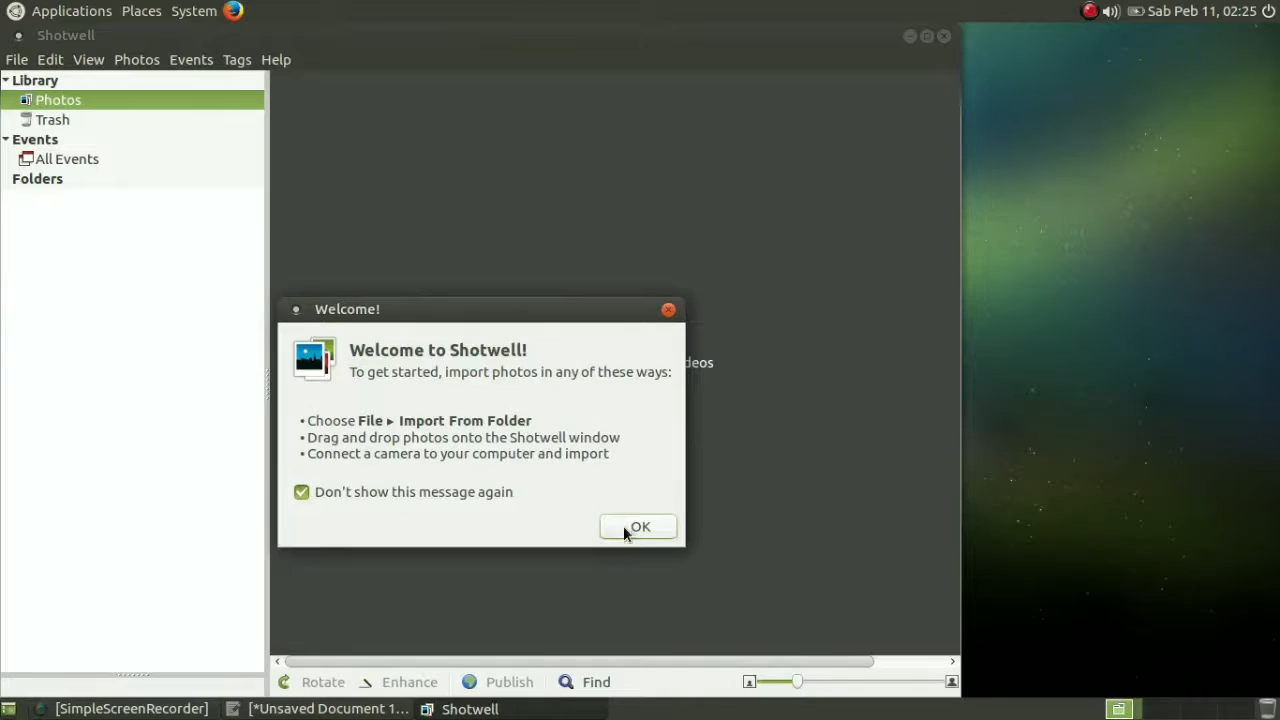 Applications Places System Sab Peb 11, 02:25
Shotwell
File Edit View Photos Events Tags Help
Library
Photos
Trash
Events
All Events
Folders
Welcome!
Welcome to Shotwell!
To get started, import photos in any of these ways:
deos
• Choose File ▸ Import From Folder
• Drag and drop photos onto the Shotwell window
• Connect a camera to your computer and import
Don't show this message again
OK
Rotate Enhance Publish Find
[SimpleScreenRecorder] [*Unsaved Document 1... Shotwell